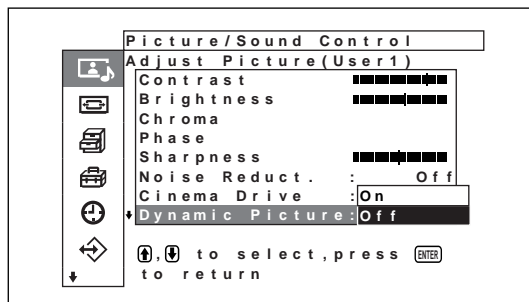 Picture/Sound Control
Adjust Picture(User1)
Contrast
Brightness
Chroma
Phase
Sharpness
Noise Reduct. : Off
Cinema Drive : On
Dynamic Picture: Off
, to select,press ENTER
to return